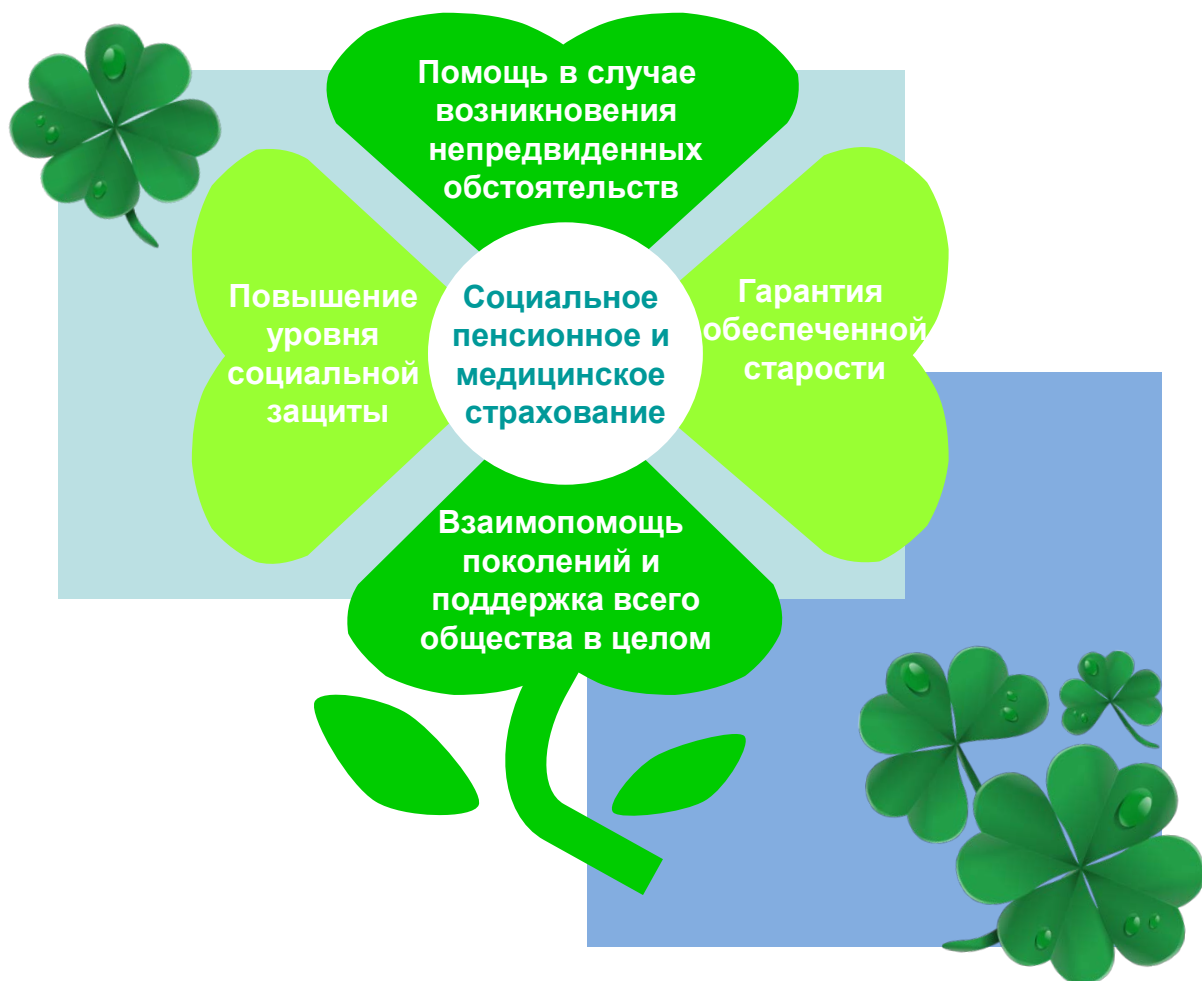 Помощь в случае
возникновения
непредвиденных
обстоятельств
Повышение
уровня
социальной
защиты
Социальное
пенсионное и
медицинское
страхование
Гарантия
обеспеченной
старости
Взаимопомощь
поколений и
поддержка всего
общества в целом